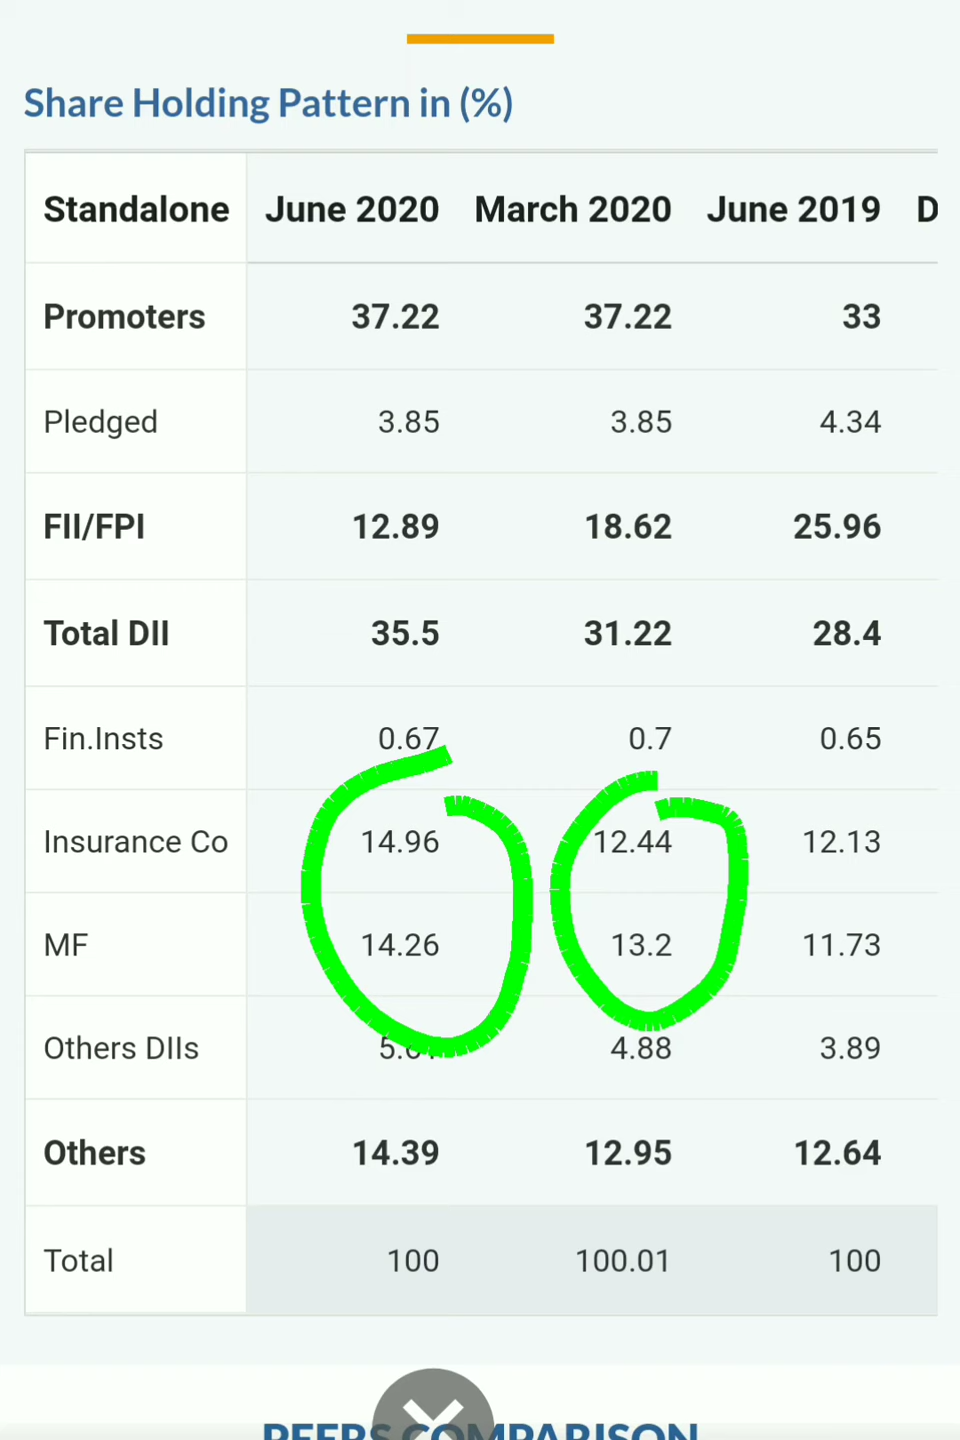 Share Holding Pattern in (%)
Standalone June 2020 March 2020 June 2019 D
Promoters 37.22 37.22 33
Pledged 3.85 3.85 4.34
FII/FPI 12.89 18.62 25.96
Total DII 35.5 31.22 28.4
Fin.Insts 0.67 0.7 0.65
Insurance Co 14.96 12.44 12.13
MF 14.26 13.2 11.73
Others DIIs 4.88 3.89
Others 14.39 12.95 12.64
Total 100 100.01 100
PEERS COMPARISON